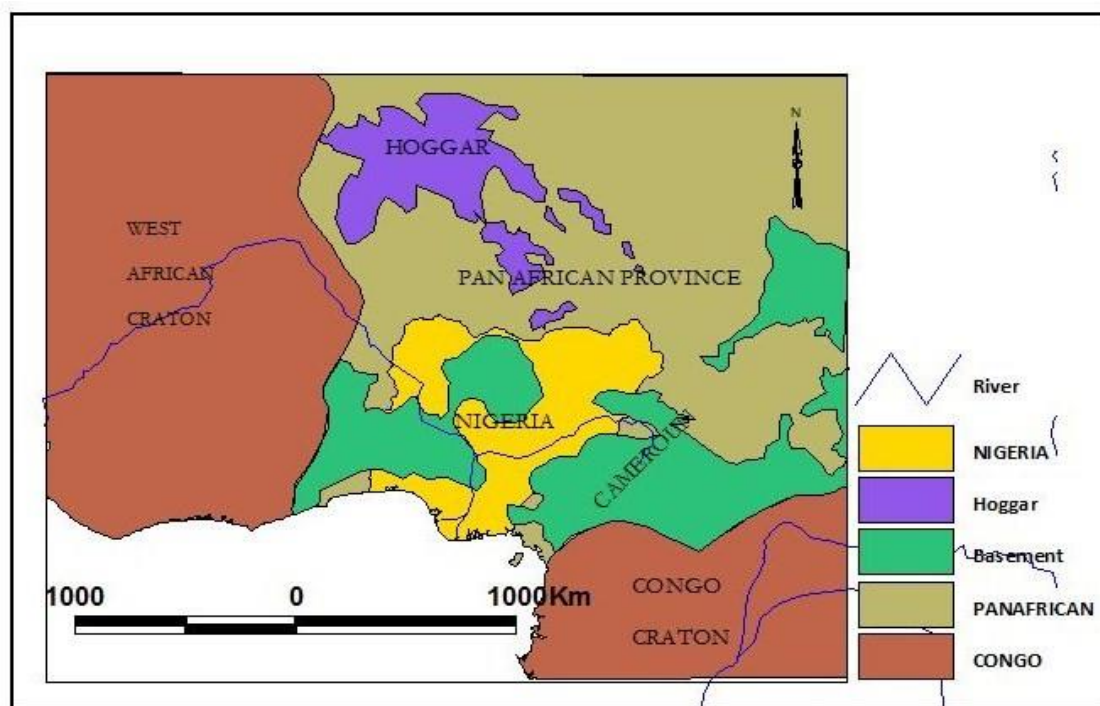 HOGGAR
N
WEST
AFRICAN
CRATON
PAN AFRICAN PROVINCE
NIGERIA
CAMEROUN
CONGO
CRATON
1000 0 1000Km
River
NIGERIA
Hoggar
Basement
PANAFRICAN
CONGO